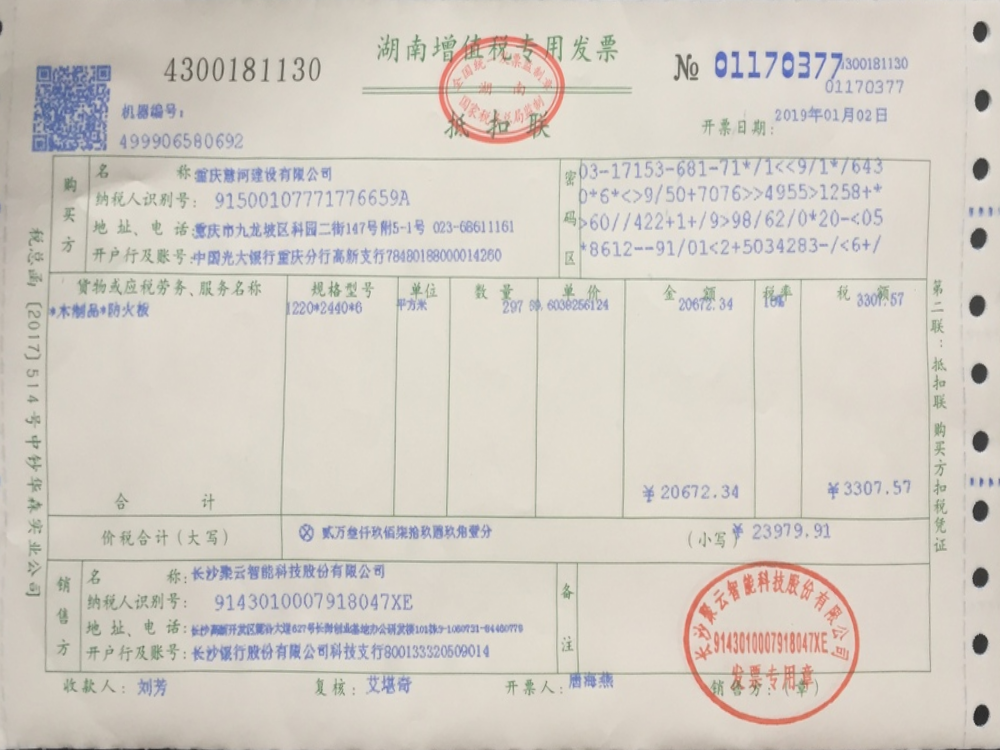 湖南增值税专用发票
4300181130
№ 01170377
4300181130
01170377
机器编号：
499906580692
抵扣联
开票日期：2019年01月02日
全国统一发票监制章
湖南
国家税务总局监制
购买方
名称：重庆慧河建设有限公司
纳税人识别号：91500107771776659A
地址、电话：重庆市九龙坡区科园二街147号附5-1号 023-68611161
开户行及账号：中国光大银行重庆分行高新支行78480188000014260
密码区
03-17153-681-71*/1<<9/1*/643
0*6*<>9/50+7076>>4955>1258+*
>60//422+1+/9>98/62/0*20-<05
*8612--91/01<2+5034283-/<6+/
货物或应税劳务、服务名称 规格型号 单位 数量 单价 金额 税率 税额
*木制品*防火板 1220*2440*6 平方米 297 69.6038256124 20672.34 16% 3307.57
合计 ￥20672.34 ￥3307.57
价税合计（大写） ⊗ 贰万叁仟玖佰柒拾玖圆玖角壹分 （小写）￥ 23979.91
销售方
名称：长沙聚云智能科技股份有限公司
纳税人识别号：9143010007918047XE
地址、电话：长沙高新开发区麓谷大道627号长海创业基地办公研发楼101栋
开户行及账号：长沙银行股份有限公司科技支行800133320509014
备注
收款人：刘芳 复核：艾堪奇 开票人：唐海燕 销售方：（章）
长沙聚云智能科技股份有限公司
9143010007918047XE
发票专用章
税总函〔2017〕514号中钞华森实业公司
第二联：抵扣联 购买方扣税凭证